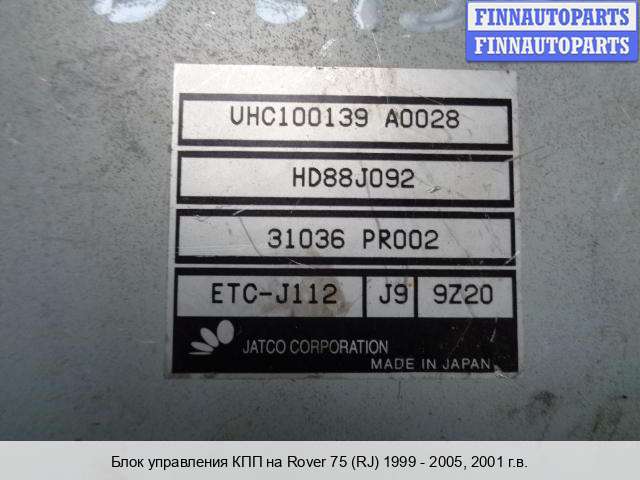 FINNAUTOPARTS
FINNAUTOPARTS
VHC100139 A0028
HD88J092
31036 PR002
ETC-J112 J9 9Z20
JATCO CORPORATION
MADE IN JAPAN
Блок управления КПП на Rover 75 (RJ) 1999 - 2005, 2001 г.в.